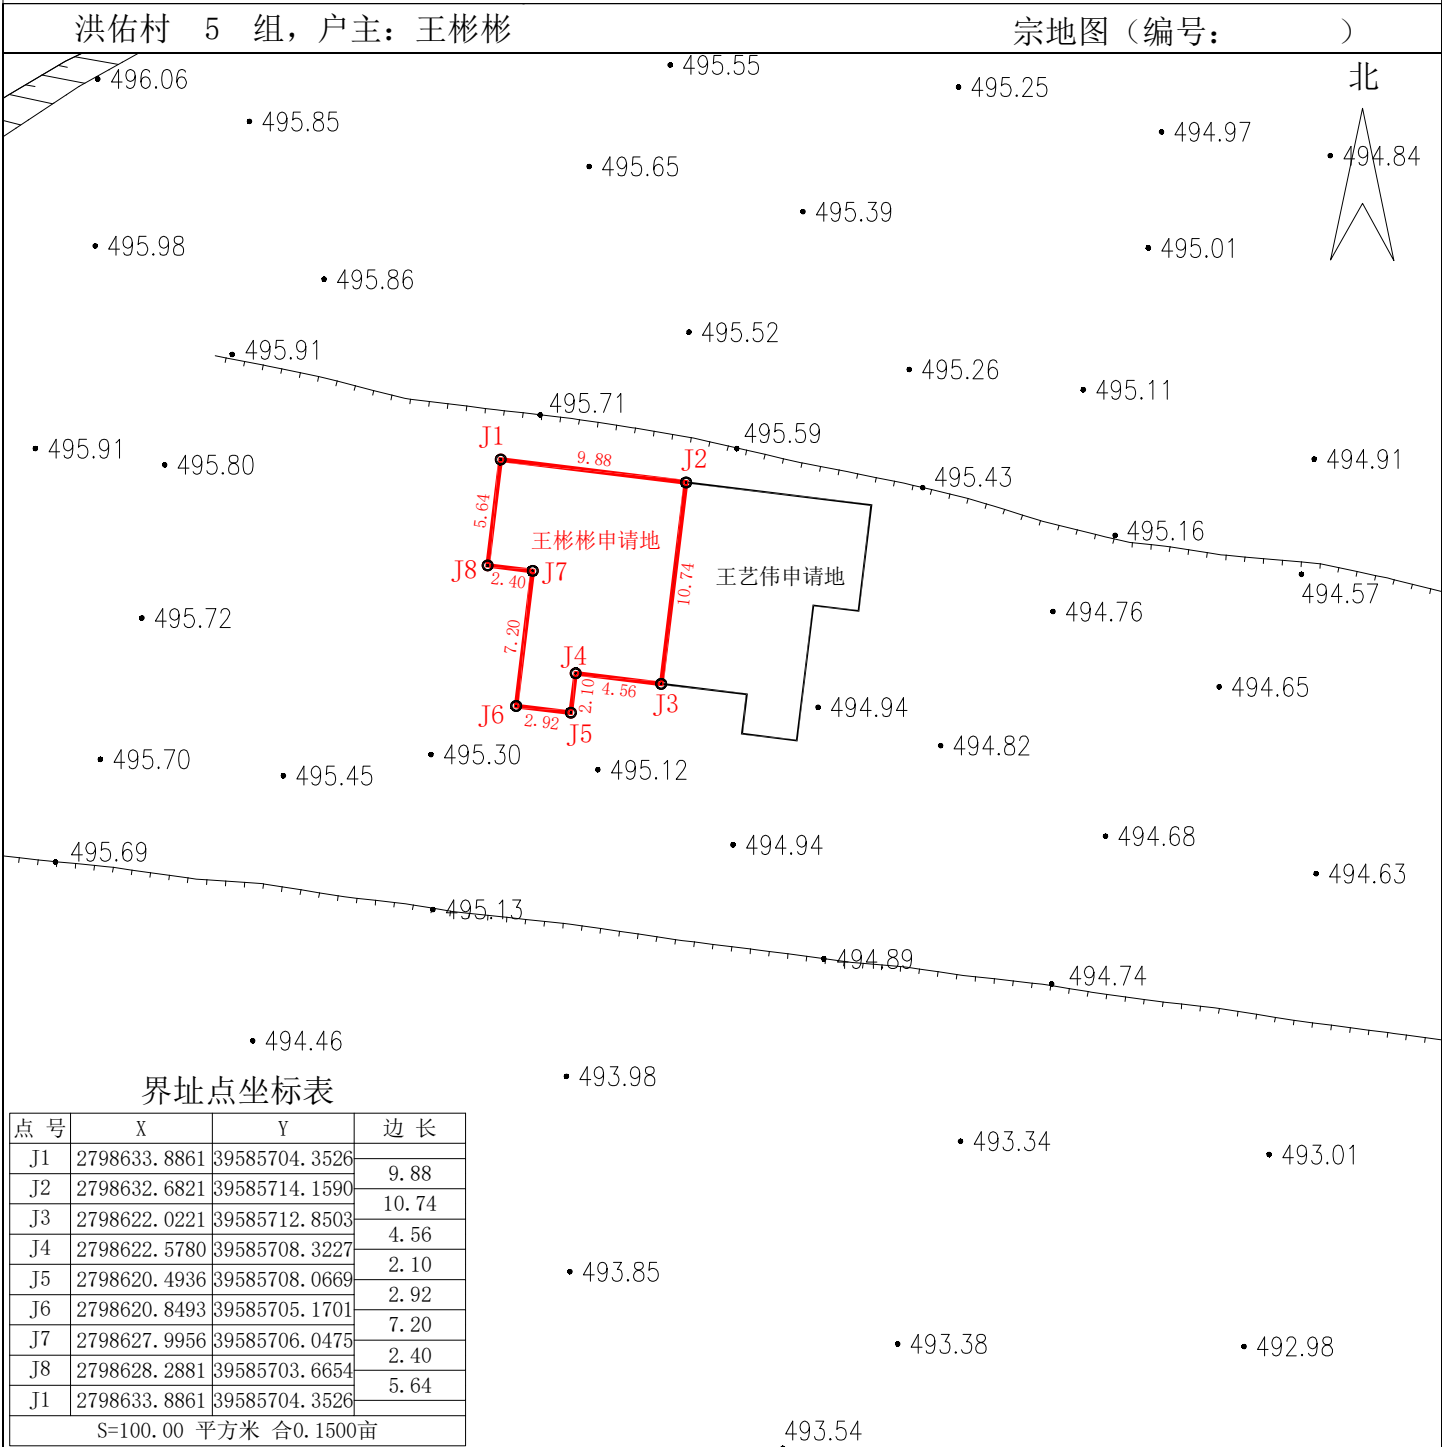 洪佑村 5 组，户主：王彬彬 宗地图（编号： ）
北
495.55
496.06
495.25
495.85
494.97
494.84
495.65
495.39
495.98
495.01
495.86
495.52
495.91
495.26
495.11
495.71
495.59
J1
495.91
495.80
9.88
J2
494.91
495.43
5.64
495.16
王彬彬申请地
J8
2.40
J7
10.74
王艺伟申请地
494.57
495.72
7.20
494.76
J4
4.56
2.10
J3
494.65
J6
2.92
J5
494.94
494.82
495.70
495.45
495.30
495.12
494.68
494.94
495.69
494.63
495.13
494.89
494.74
494.46
493.98
493.34
493.01
493.85
493.38
492.98
493.54
界址点坐标表
点 号 X Y 边 长
J1 2798633.8861 39585704.3526
9.88
J2 2798632.6821 39585714.1590
10.74
J3 2798622.0221 39585712.8503
4.56
J4 2798622.5780 39585708.3227
2.10
J5 2798620.4936 39585708.0669
2.92
J6 2798620.8493 39585705.1701
7.20
J7 2798627.9956 39585706.0475
2.40
J8 2798628.2881 39585703.6654
5.64
J1 2798633.8861 39585704.3526
S=100.00 平方米 合0.1500亩